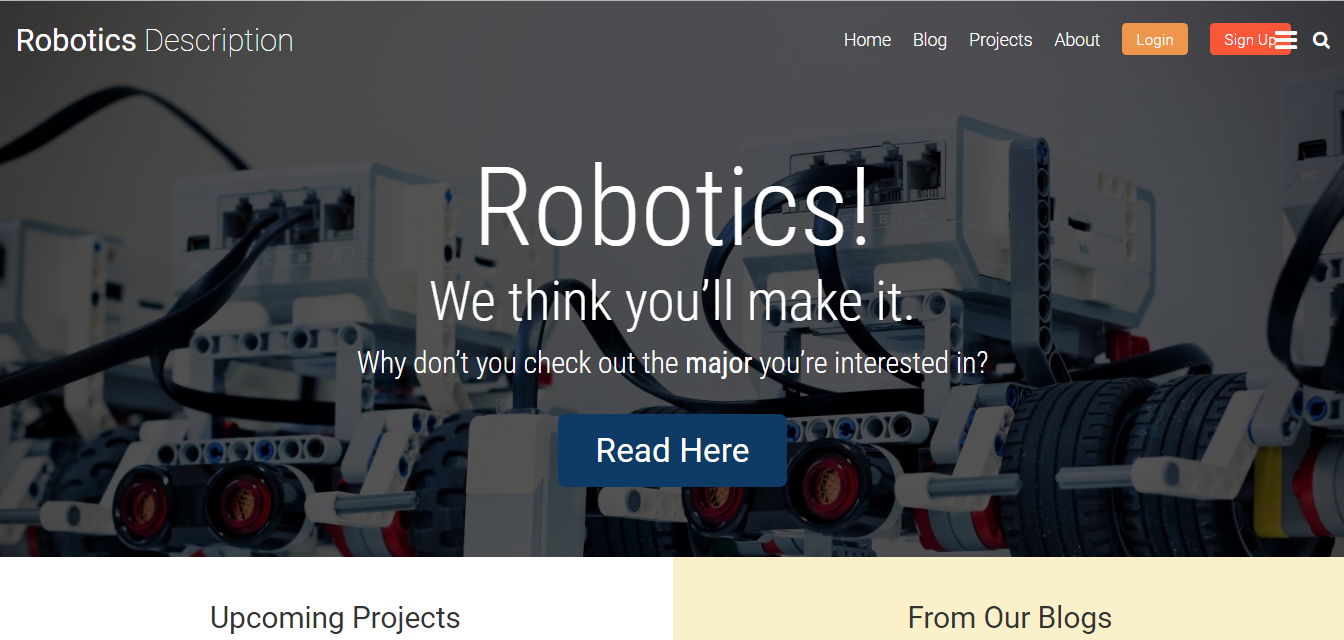 Robotics Description
Home Blog Projects About Login Sign Up
Robotics!
We think you’ll make it.
Why don’t you check out the major you’re interested in?
Read Here
Upcoming Projects
From Our Blogs